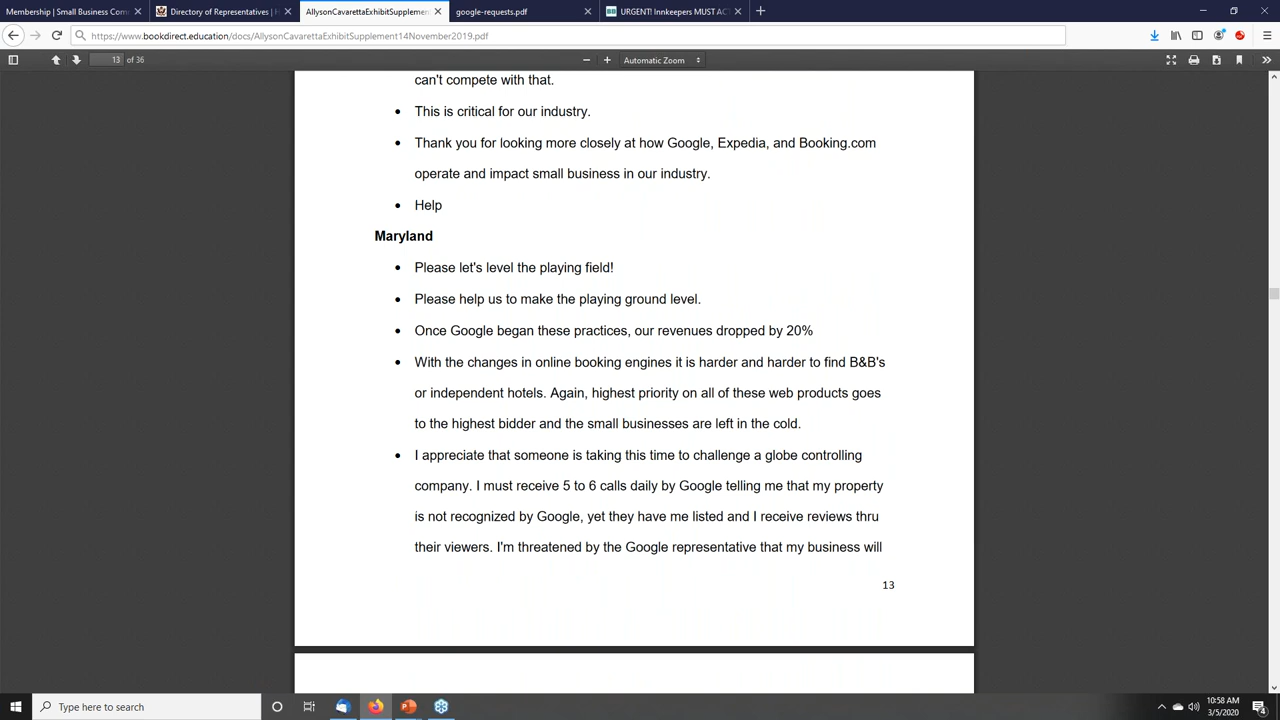 Membership | Small Business Com
Directory of Representatives | H
AllysonCavarettaExhibitSupplemen
google-requests.pdf
URGENT! Innkeepers MUST AC
https://www.bookdirect.education/docs/AllysonCavarettaExhibitSupplement14November2019.pdf
13 of 36
Automatic Zoom
can't compete with that.
• This is critical for our industry.
• Thank you for looking more closely at how Google, Expedia, and Booking.com
operate and impact small business in our industry.
• Help
Maryland
• Please let's level the playing field!
• Please help us to make the playing ground level.
• Once Google began these practices, our revenues dropped by 20%
• With the changes in online booking engines it is harder and harder to find B&B's
or independent hotels. Again, highest priority on all of these web products goes
to the highest bidder and the small businesses are left in the cold.
• I appreciate that someone is taking this time to challenge a globe controlling
company. I must receive 5 to 6 calls daily by Google telling me that my property
is not recognized by Google, yet they have me listed and I receive reviews thru
their viewers. I'm threatened by the Google representative that my business will
13
Type here to search
10:58 AM
3/5/2020
4